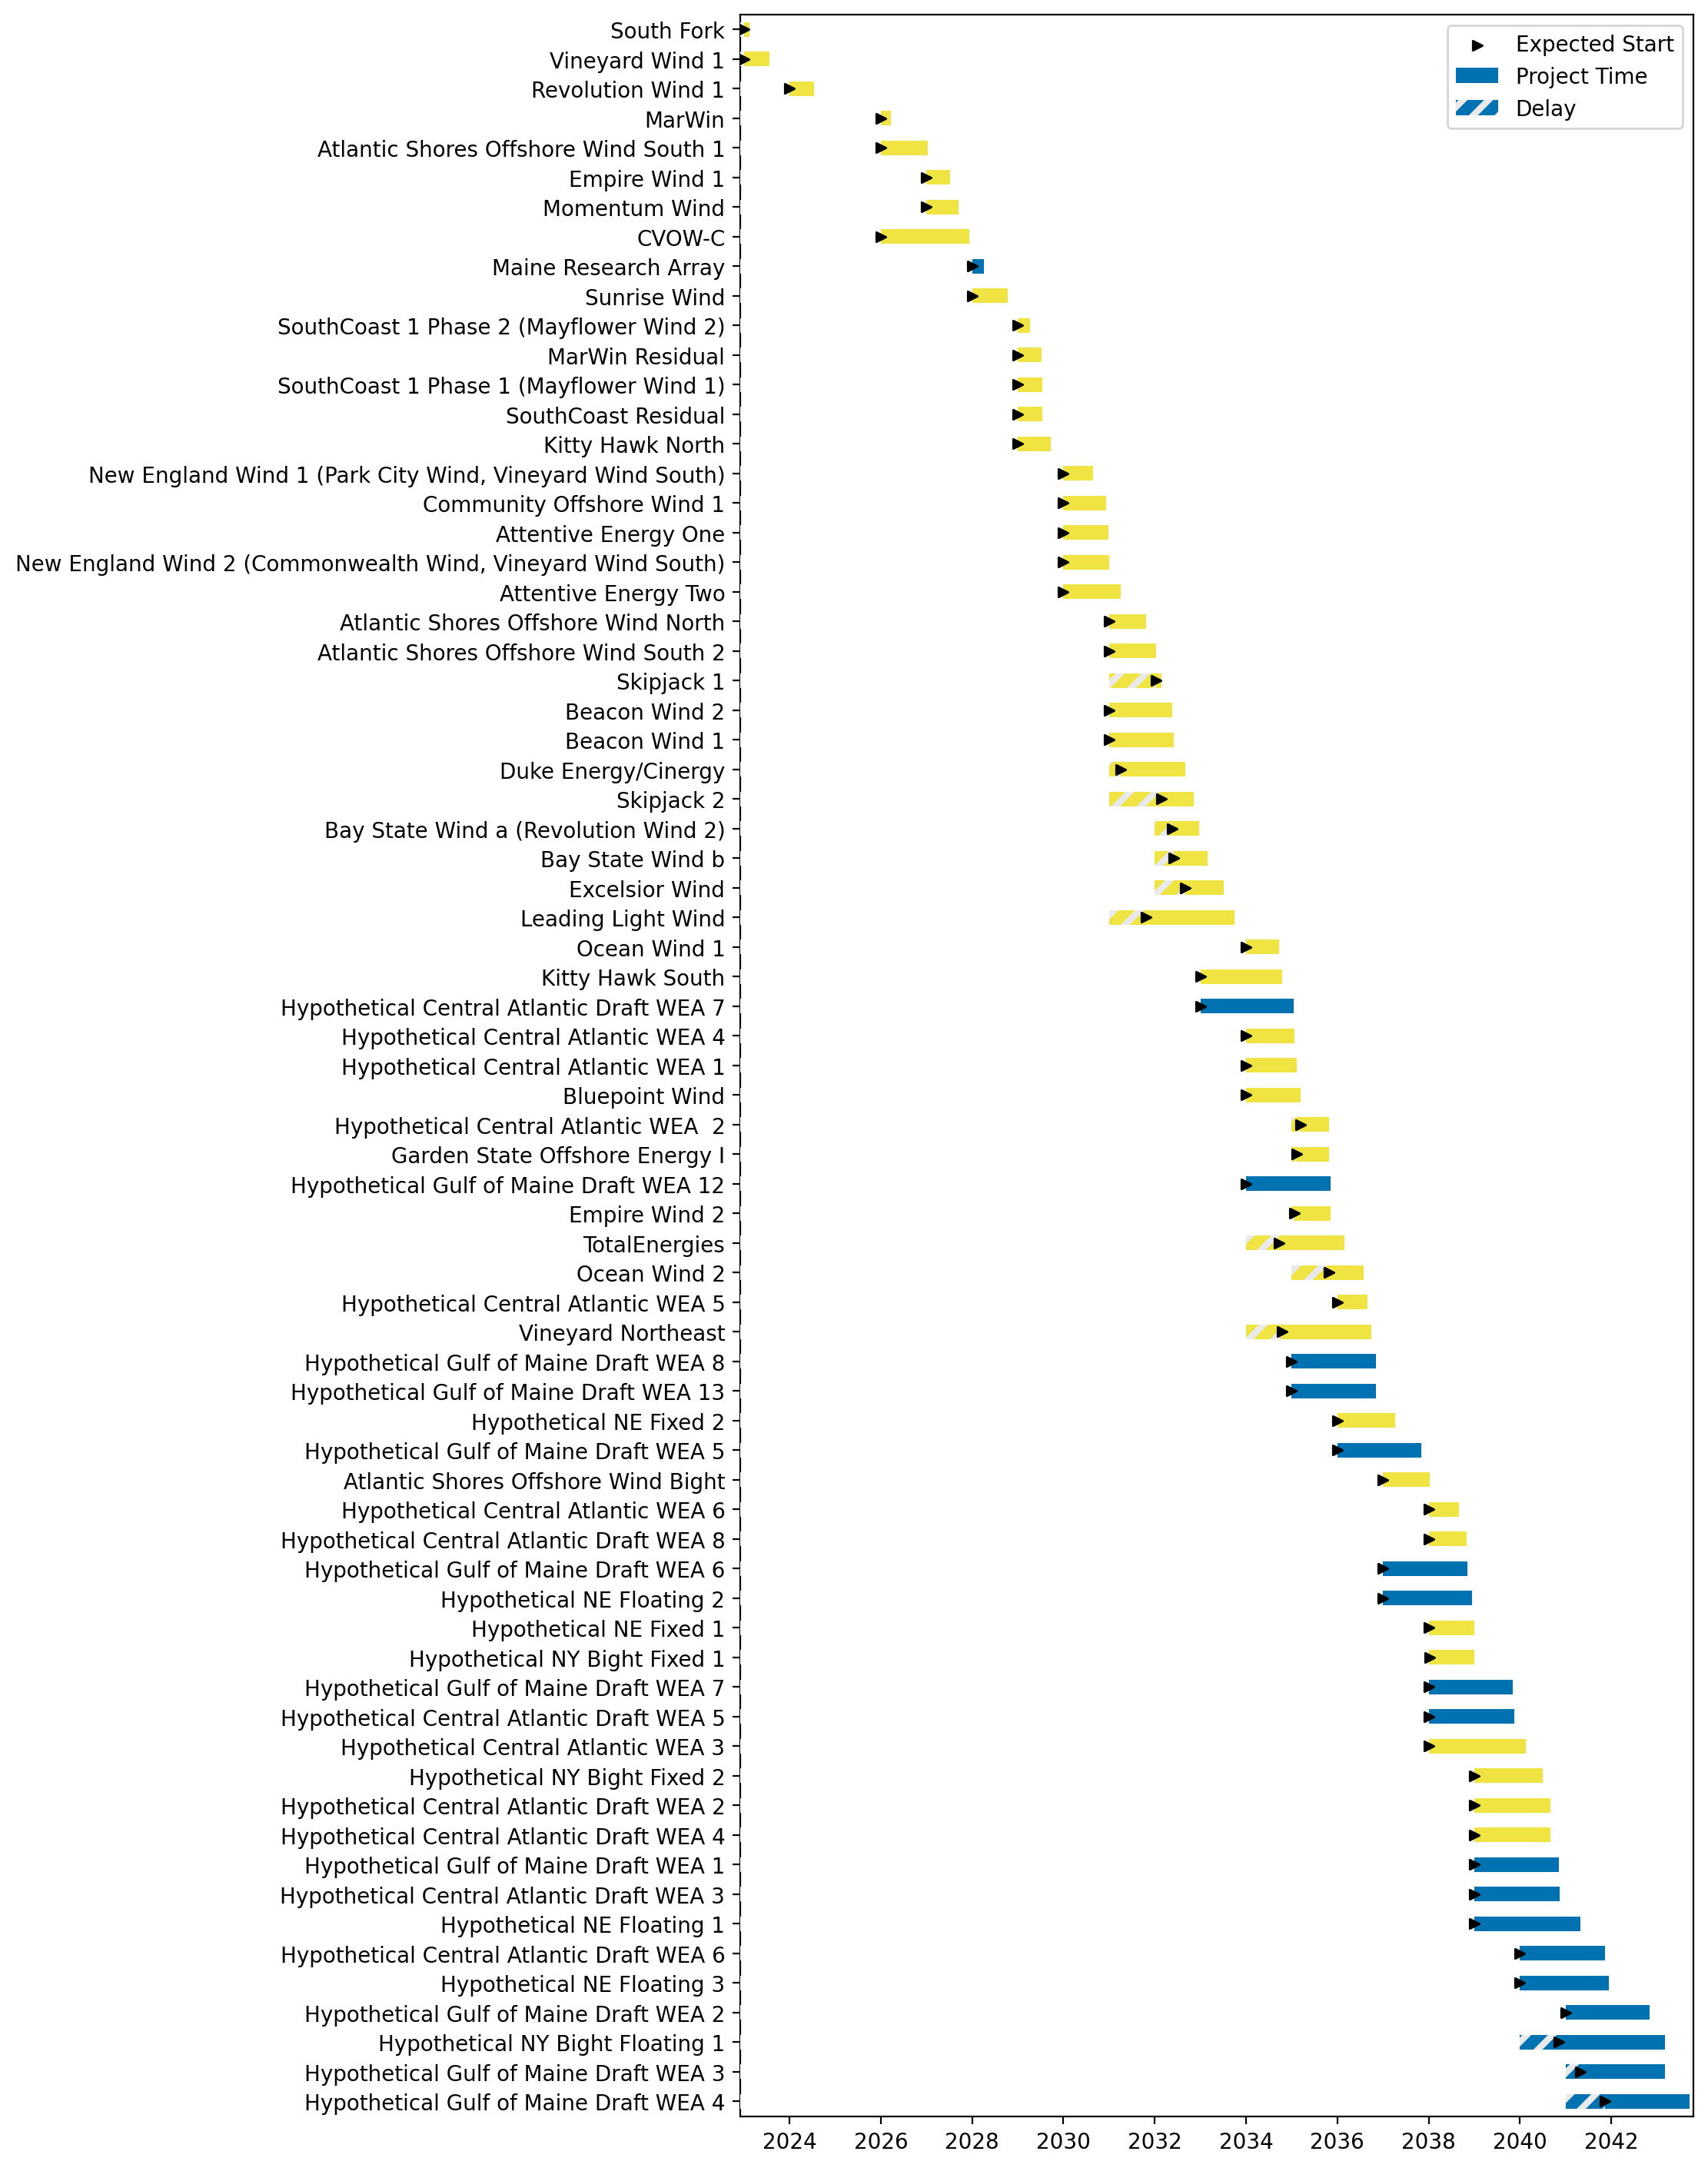 South Fork
Vineyard Wind 1
Revolution Wind 1
MarWin
Atlantic Shores Offshore Wind South 1
Empire Wind 1
Momentum Wind
CVOW-C
Maine Research Array
Sunrise Wind
SouthCoast 1 Phase 2 (Mayflower Wind 2)
MarWin Residual
SouthCoast 1 Phase 1 (Mayflower Wind 1)
SouthCoast Residual
Kitty Hawk North
New England Wind 1 (Park City Wind, Vineyard Wind South)
Community Offshore Wind 1
Attentive Energy One
New England Wind 2 (Commonwealth Wind, Vineyard Wind South)
Attentive Energy Two
Atlantic Shores Offshore Wind North
Atlantic Shores Offshore Wind South 2
Skipjack 1
Beacon Wind 2
Beacon Wind 1
Duke Energy/Cinergy
Skipjack 2
Bay State Wind a (Revolution Wind 2)
Bay State Wind b
Excelsior Wind
Leading Light Wind
Ocean Wind 1
Kitty Hawk South
Hypothetical Central Atlantic Draft WEA 7
Hypothetical Central Atlantic WEA 4
Hypothetical Central Atlantic WEA 1
Bluepoint Wind
Hypothetical Central Atlantic WEA  2
Garden State Offshore Energy I
Hypothetical Gulf of Maine Draft WEA 12
Empire Wind 2
TotalEnergies
Ocean Wind 2
Hypothetical Central Atlantic WEA 5
Vineyard Northeast
Hypothetical Gulf of Maine Draft WEA 8
Hypothetical Gulf of Maine Draft WEA 13
Hypothetical NE Fixed 2
Hypothetical Gulf of Maine Draft WEA 5
Atlantic Shores Offshore Wind Bight
Hypothetical Central Atlantic WEA 6
Hypothetical Central Atlantic Draft WEA 8
Hypothetical Gulf of Maine Draft WEA 6
Hypothetical NE Floating 2
Hypothetical NE Fixed 1
Hypothetical NY Bight Fixed 1
Hypothetical Gulf of Maine Draft WEA 7
Hypothetical Central Atlantic Draft WEA 5
Hypothetical Central Atlantic WEA 3
Hypothetical NY Bight Fixed 2
Hypothetical Central Atlantic Draft WEA 2
Hypothetical Central Atlantic Draft WEA 4
Hypothetical Gulf of Maine Draft WEA 1
Hypothetical Central Atlantic Draft WEA 3
Hypothetical NE Floating 1
Hypothetical Central Atlantic Draft WEA 6
Hypothetical NE Floating 3
Hypothetical Gulf of Maine Draft WEA 2
Hypothetical NY Bight Floating 1
Hypothetical Gulf of Maine Draft WEA 3
Hypothetical Gulf of Maine Draft WEA 4
Expected Start
Project Time
Delay
2024 2026 2028 2030 2032 2034 2036 2038 2040 2042